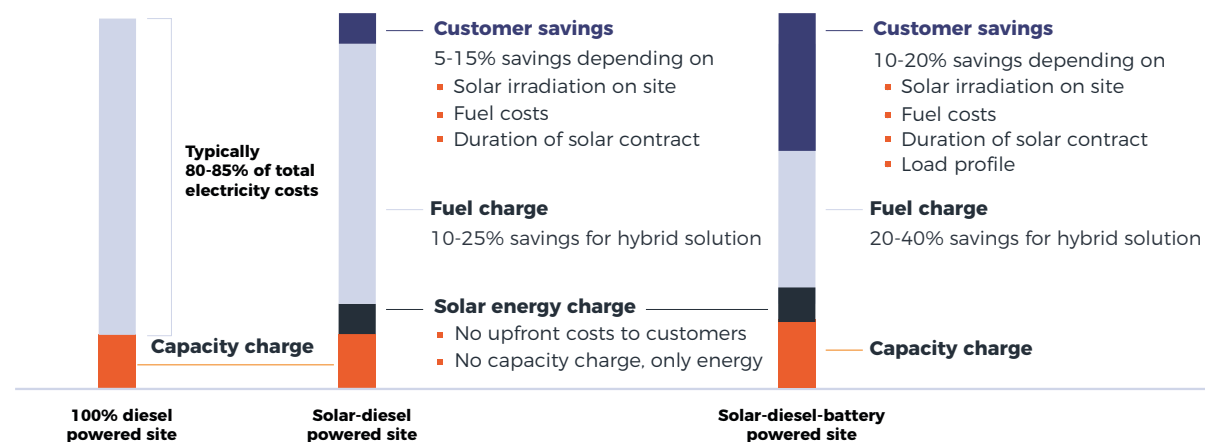 Typically
80-85% of total
electricity costs
Capacity charge
Customer savings
5-15% savings depending on
Solar irradiation on site
Fuel costs
Duration of solar contract
Fuel charge
10-25% savings for hybrid solution
Solar energy charge
No upfront costs to customers
No capacity charge, only energy
Customer savings
10-20% savings depending on
Solar irradiation on site
Fuel costs
Duration of solar contract
Load profile
Fuel charge
20-40% savings for hybrid solution
Capacity charge
100% diesel
powered site
Solar-diesel
powered site
Solar-diesel-battery
powered site